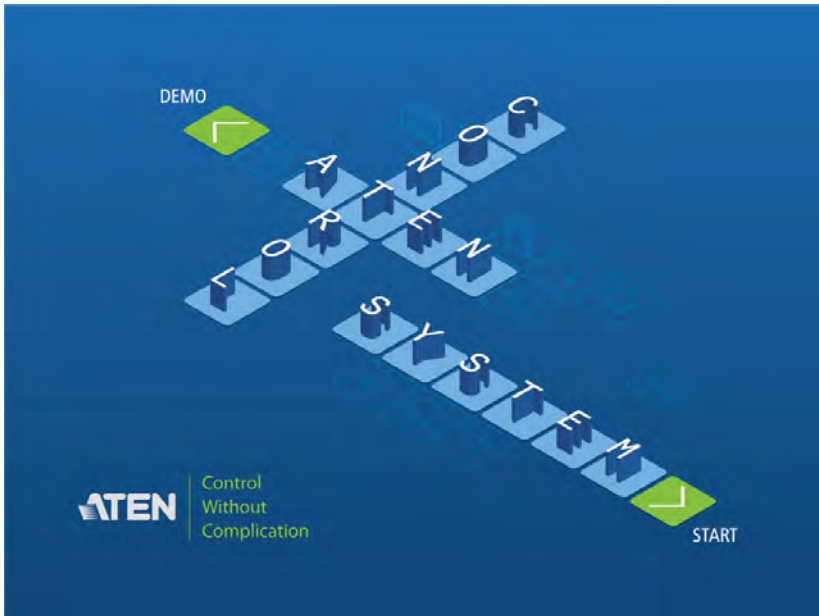 DEMO
CONTROL
ATEN
SYSTEM
ATEN
Control
Without
Complication
START